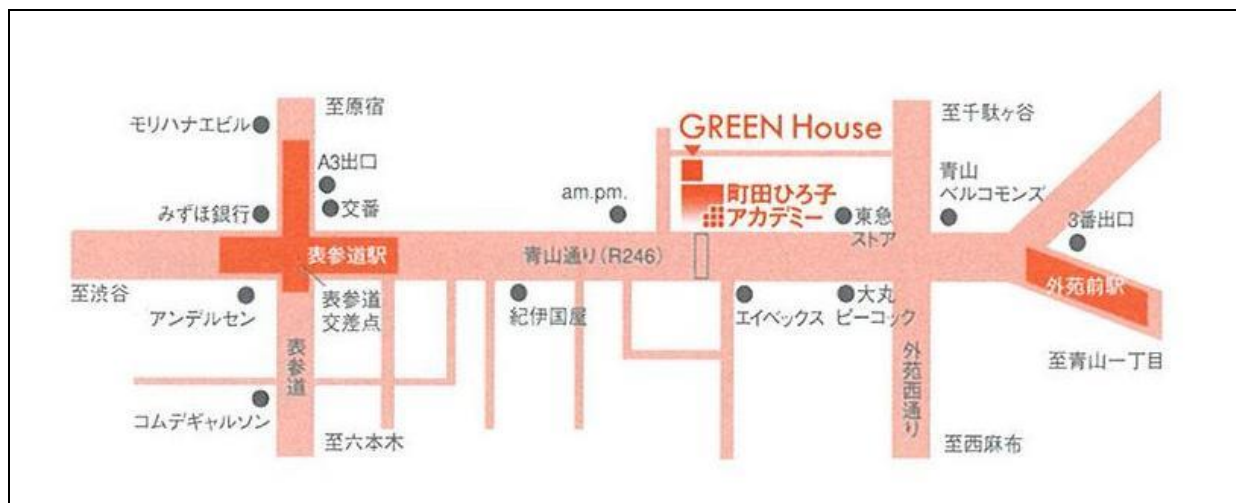 至原宿
モリハナエビル
A3出口
みずほ銀行
交番
表参道駅
至渋谷
アンデルセン
表参道
交差点
表参道
コムデギャルソン
至六本木
am.pm.
青山通り(R246)
紀伊国屋
GREEN House
町田ひろ子
アカデミー
東急
ストア
エイベックス
大丸
ピーコック
至千駄ヶ谷
青山
ベルコモンズ
3番出口
外苑前駅
至青山一丁目
外苑西通り
至西麻布